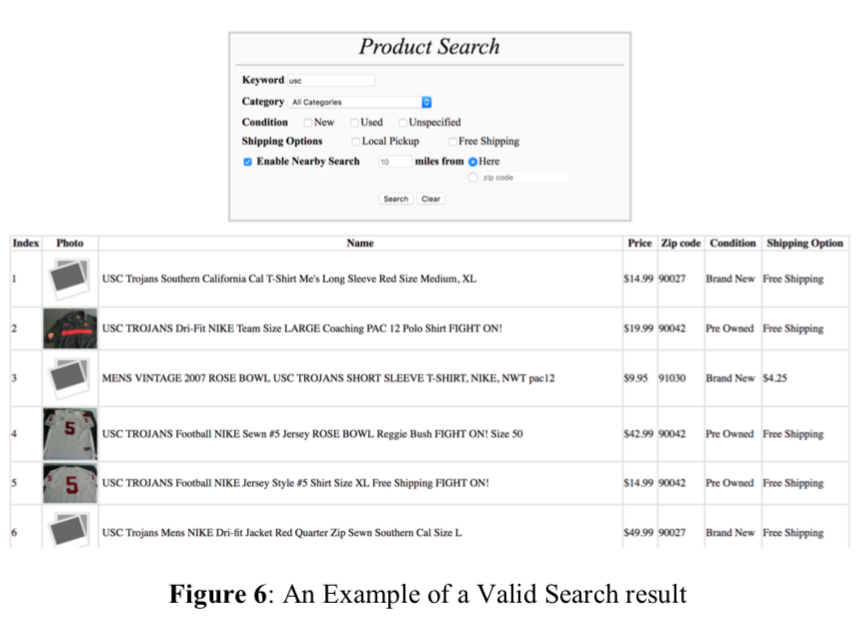 Product Search
Keyword usc
Category All Categories
Condition New Used Unspecified
Shipping Options Local Pickup Free Shipping
Enable Nearby Search 10 miles from Here
zip code
Search Clear
Index Photo Name Price Zip code Condition Shipping Option
1 USC Trojans Southern California Cal T-Shirt Me's Long Sleeve Red Size Medium, XL $14.99 90027 Brand New Free Shipping
2 USC TROJANS Dri-Fit NIKE Team Size LARGE Coaching PAC 12 Polo Shirt FIGHT ON! $19.99 90042 Pre Owned Free Shipping
3 MENS VINTAGE 2007 ROSE BOWL USC TROJANS SHORT SLEEVE T-SHIRT, NIKE, NWT pac12 $9.95 91030 Brand New $4.25
4 5 USC TROJANS Football NIKE Sewn #5 Jersey ROSE BOWL Reggie Bush FIGHT ON! Size 50 $42.99 90042 Pre Owned Free Shipping
5 5 USC TROJANS Football NIKE Jersey Style #5 Shirt Size XL Free Shipping FIGHT ON! $14.99 90042 Pre Owned Free Shipping
6 USC Trojans Mens NIKE Dri-fit Jacket Red Quarter Zip Sewn Southern Cal Size L $49.99 90027 Brand New Free Shipping
Figure 6: An Example of a Valid Search result